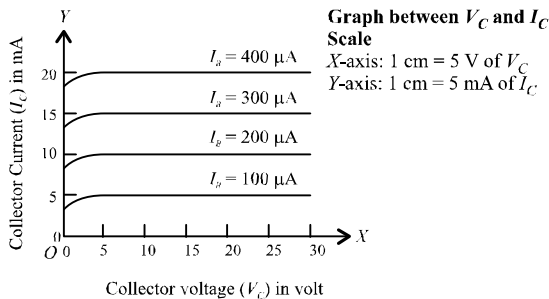 Y
Graph between V_C and I_C
Scale
X-axis: 1 cm = 5 V of V_C
Y-axis: 1 cm = 5 mA of I_C
Collector Current (I_C) in mA
20
15
10
5
0
I_B = 400 μA
I_B = 300 μA
I_B = 200 μA
I_B = 100 μA
O 0 5 10 15 20 25 30 X
Collector voltage (V_C) in volt